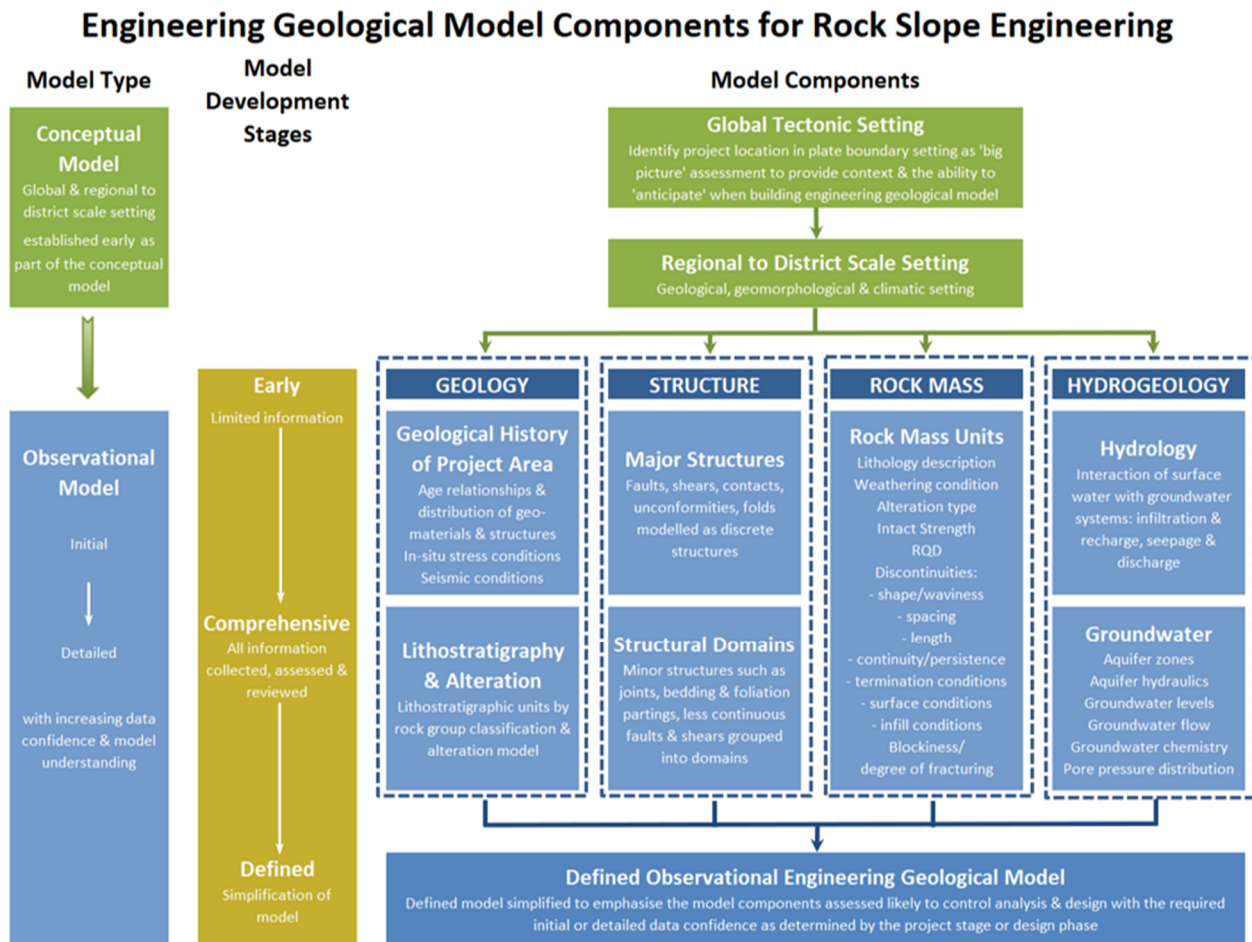 Engineering Geological Model Components for Rock Slope Engineering
Model Type
Model
Development
Stages
Model Components
Conceptual
Model
Global & regional to
district scale setting
established early as
part of the conceptual
model
Observational
Model
Initial
Detailed
with increasing data
confidence & model
understanding
Early
Limited information
Comprehensive
All information
collected, assessed &
reviewed
Defined
Simplification of
model
Global Tectonic Setting
Identify project location in plate boundary setting as 'big
picture' assessment to provide context & the ability to
'anticipate' when building engineering geological model
Regional to District Scale Setting
Geological, geomorphological & climatic setting
GEOLOGY
Geological History
of Project Area
Age relationships &
distribution of geo-
materials & structures
In-situ stress conditions
Seismic conditions
Lithostratigraphy
& Alteration
Lithostratigraphic units by
rock group classification &
alteration model
STRUCTURE
Major Structures
Faults, shears, contacts,
unconformities, folds
modelled as discrete
structures
Structural Domains
Minor structures such as
joints, bedding & foliation
partings, less continuous
faults & shears grouped
into domains
ROCK MASS
Rock Mass Units
Lithology description
Weathering condition
Alteration type
Intact Strength
RQD
Discontinuities:
- shape/waviness
- spacing
- length
- continuity/persistence
- termination conditions
- surface conditions
- infill conditions
Blockiness/
degree of fracturing
HYDROGEOLOGY
Hydrology
Interaction of surface
water with groundwater
systems: infiltration &
recharge, seepage &
discharge
Groundwater
Aquifer zones
Aquifer hydraulics
Groundwater levels
Groundwater flow
Groundwater chemistry
Pore pressure distribution
Defined Observational Engineering Geological Model
Defined model simplified to emphasise the model components assessed likely to control analysis & design with the required
initial or detailed data confidence as determined by the project stage or design phase